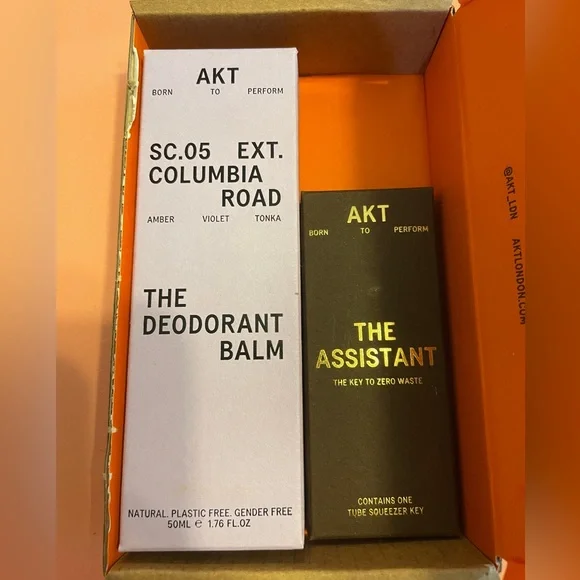 AKT
BORN TO PERFORM
SC.05 EXT.
COLUMBIA
ROAD
AMBER VIOLET TONKA
THE
DEODORANT
BALM
NATURAL. PLASTIC FREE. GENDER FREE
50ML ℮ 1.76 FL.OZ
AKT
BORN TO PERFORM
THE
ASSISTANT
THE KEY TO ZERO WASTE
CONTAINS ONE
TUBE SQUEEZER KEY
@AKT_LDN AKTLONDON.COM